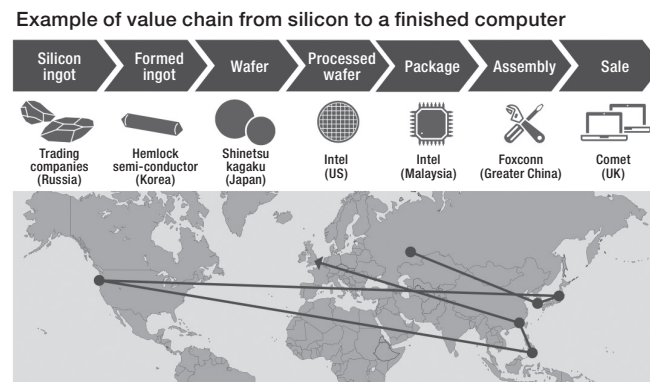 Example of value chain from silicon to a finished computer
Silicon
ingot
Formed
ingot
Wafer
Processed
wafer
Package
Assembly
Sale
Trading
companies
(Russia)
Hemlock
semi-conductor
(Korea)
Shinetsu
kagaku
(Japan)
Intel
(US)
Intel
(Malaysia)
Foxconn
(Greater China)
Comet
(UK)